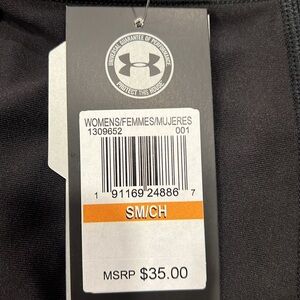 UNIVERSAL GUARANTEE OF PERFORMANCE
PROTECT THIS HOUSE
WOMENS/FEMMES/MUJERES
1309652 001
1 91169 24886 7
SM/CH
MSRP $35.00